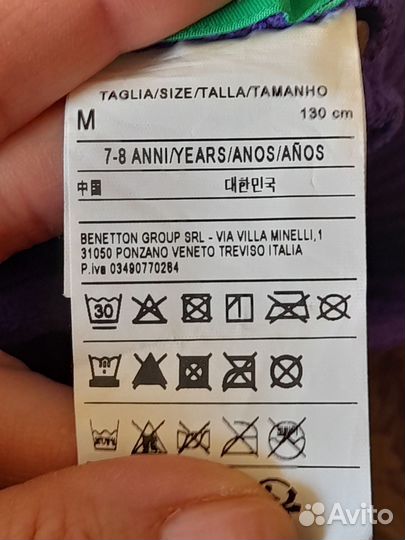 TAGLIA/SIZE/TALLA/TAMANHO
M 130 cm
7-8 ANNI/YEARS/ANOS/AÑOS
中国 대한민국
BENETTON GROUP SRL - VIA VILLA MINELLI,1
31050 PONZANO VENETO TREVISO ITALIA
P.iva 03490770264
30
Avito